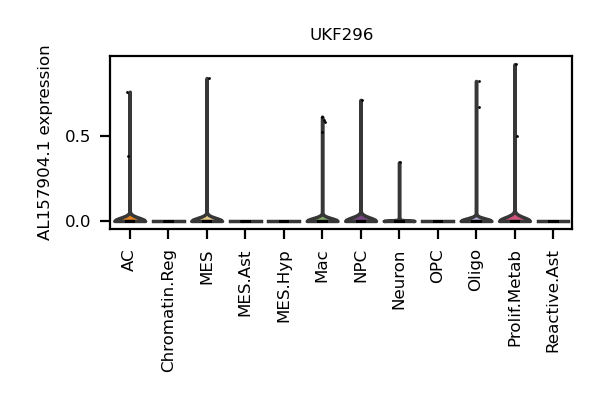 UKF296
AL157904.1 expression
0.5
0.0
AC
Chromatin.Reg
MES
MES.Ast
MES.Hyp
Mac
NPC
Neuron
OPC
Oligo
Prolif.Metab
Reactive.Ast